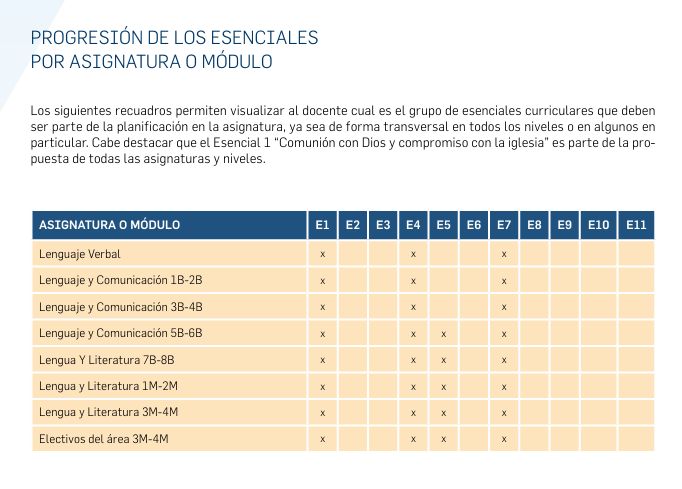 PROGRESIÓN DE LOS ESENCIALES
POR ASIGNATURA O MÓDULO
Los siguientes recuadros permiten visualizar al docente cual es el grupo de esenciales curriculares que deben
ser parte de la planificación en la asignatura, ya sea de forma transversal en todos los niveles o en algunos en
particular. Cabe destacar que el Esencial 1 “Comunión con Dios y compromiso con la iglesia” es parte de la pro-
puesta de todas las asignaturas y niveles.
ASIGNATURA O MÓDULO E1 E2 E3 E4 E5 E6 E7 E8 E9 E10 E11
Lenguaje Verbal x x x
Lenguaje y Comunicación 1B-2B x x x
Lenguaje y Comunicación 3B-4B x x x
Lenguaje y Comunicación 5B-6B x x x x
Lengua Y Literatura 7B-8B x x x x
Lengua y Literatura 1M-2M x x x x
Lengua y Literatura 3M-4M x x x x
Electivos del área 3M-4M x x x x